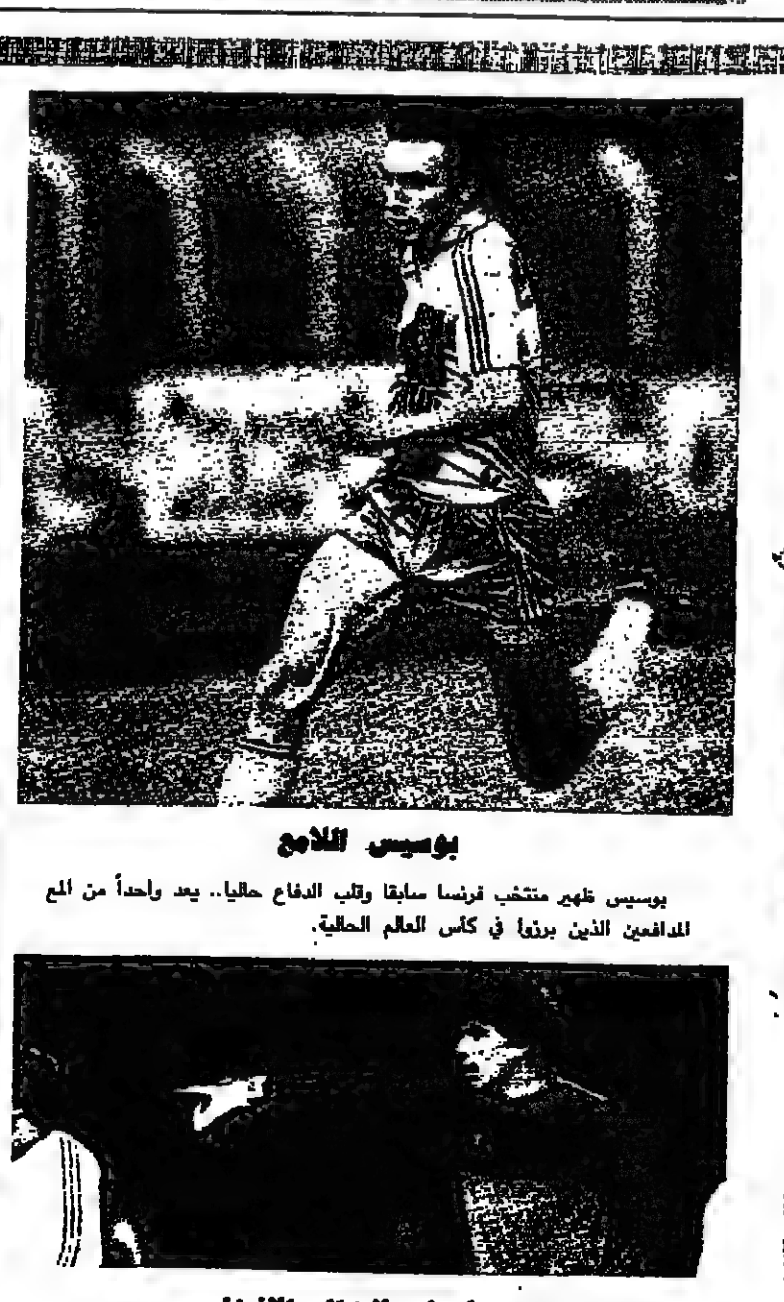 بوسيس اللامع
بوسيس ظهير منتخب فرنسا سابقا وقلب الدفاع حاليا.. يعد واحداً من المع
المدافعين الذين برزوا في كأس العالم الحالية.